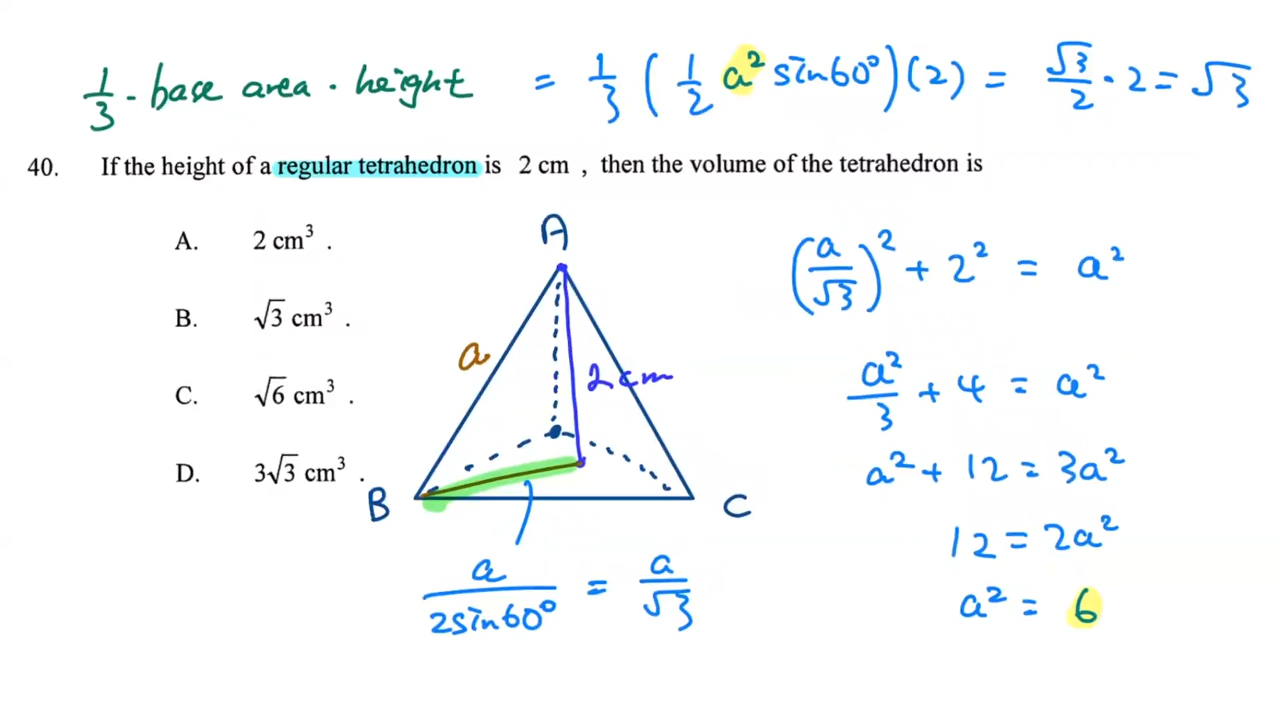 1/3 · base area · height = 1/3 (1/2 a² sin60°)(2) = √3/2 · 2 = √3
40. If the height of a regular tetrahedron is 2 cm , then the volume of the tetrahedron is
A. 2 cm³ .
B. √3 cm³ .
C. √6 cm³ .
D. 3√3 cm³ .
A
a
2 cm
B
C
a/(2sin60°) = a/√3
(a/√3)² + 2² = a²
a²/3 + 4 = a²
a² + 12 = 3a²
12 = 2a²
a² = 6